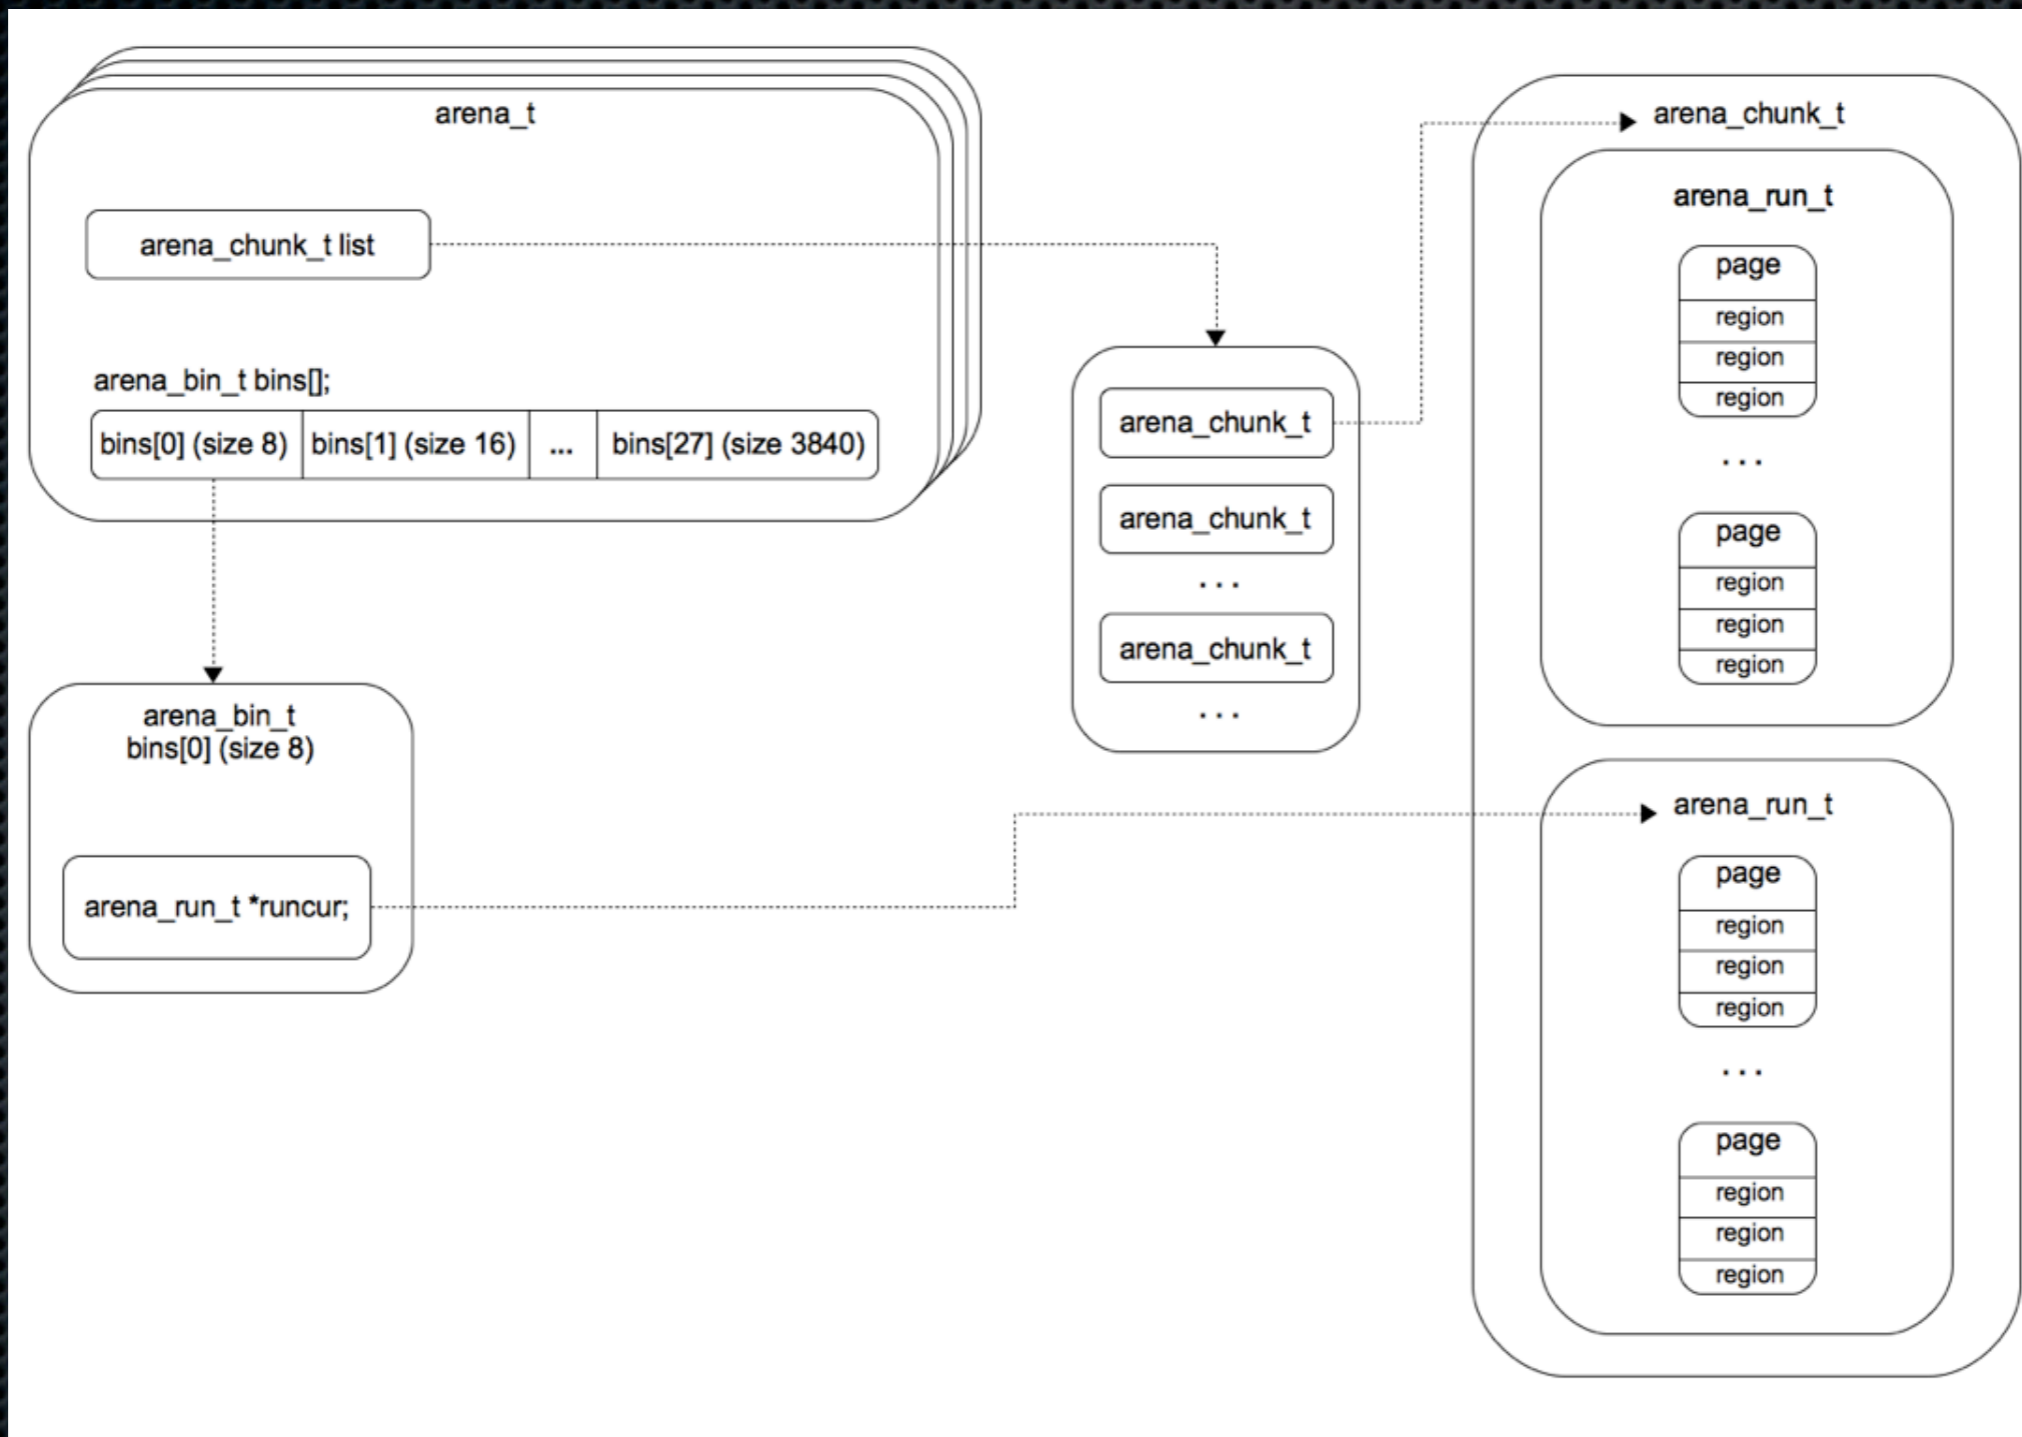 arena_t
arena_chunk_t list
arena_bin_t bins[];
bins[0] (size 8) bins[1] (size 16) ... bins[27] (size 3840)
arena_bin_t
bins[0] (size 8)
arena_run_t *runcur;
arena_chunk_t
arena_chunk_t
...
arena_chunk_t
...
arena_chunk_t
arena_run_t
page
region
region
region
...
page
region
region
region
arena_run_t
page
region
region
region
...
page
region
region
region